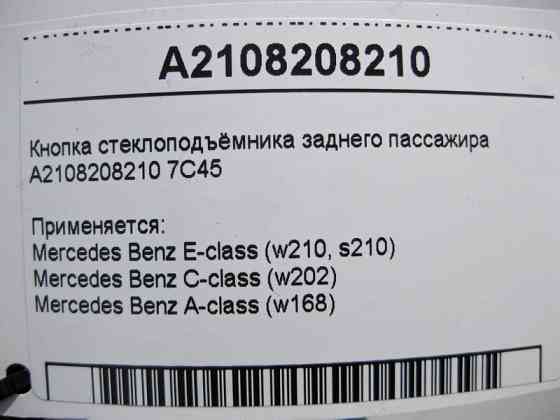 A2108208210
Кнопка стеклоподъёмника заднего пассажира
A2108208210 7C45
Применяется:
Mercedes Benz E-class (w210, s210)
Mercedes Benz C-class (w202)
Mercedes Benz A-class (w168)